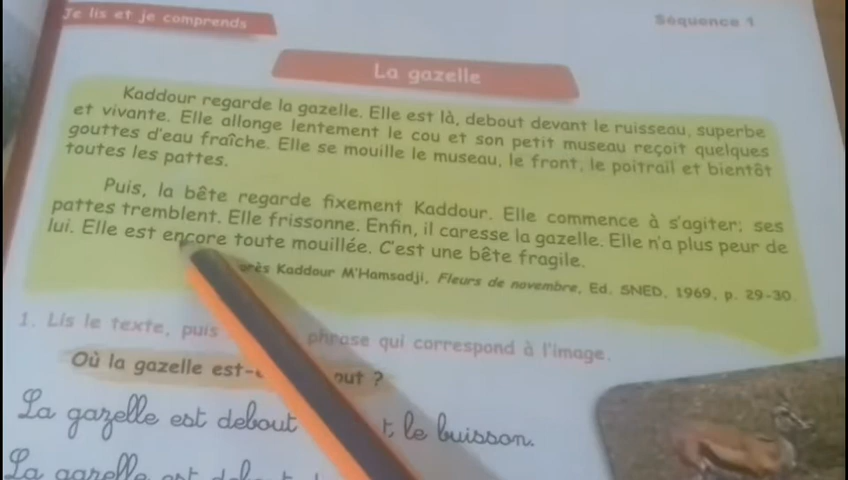 Je lis et je comprends
Séquence 1
La gazelle
Kaddour regarde la gazelle. Elle est là, debout devant le ruisseau, superbe
et vivante. Elle allonge lentement le cou et son petit museau reçoit quelques
gouttes d'eau fraîche. Elle se mouille le museau, le front, le poitrail et bientôt
toutes les pattes.
Puis, la bête regarde fixement Kaddour. Elle commence à s'agiter; ses
pattes tremblent. Elle frissonne. Enfin, il caresse la gazelle. Elle n'a plus peur de
lui. Elle est encore toute mouillée. C'est une bête fragile.
Kaddour M'Hamsadji, Fleurs de novembre, Ed. SNED, 1969, p. 29-30.
1. Lis le texte, puis phrase qui correspond à l'image.
Où la gazelle ?
La gazelle est debout le buisson.
La gazelle est